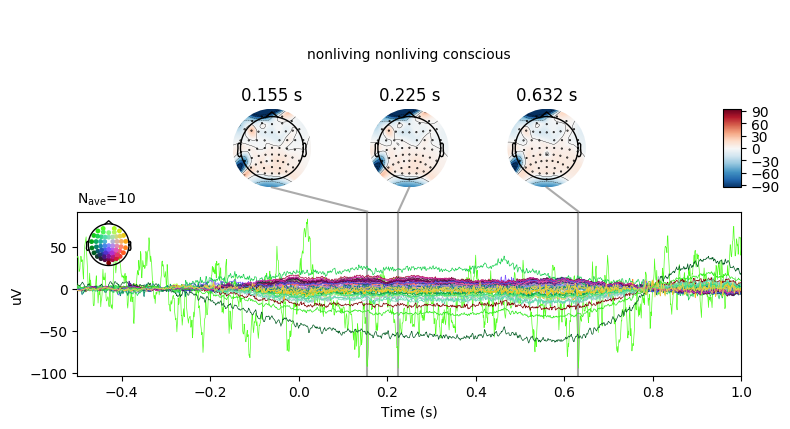 nonliving nonliving conscious
0.155 s 0.225 s 0.632 s
90
60
30
0
−30
−60
−90
Nave=10
50
0
−50
−100
uV
−0.4 −0.2 0.0 0.2 0.4 0.6 0.8 1.0
Time (s)